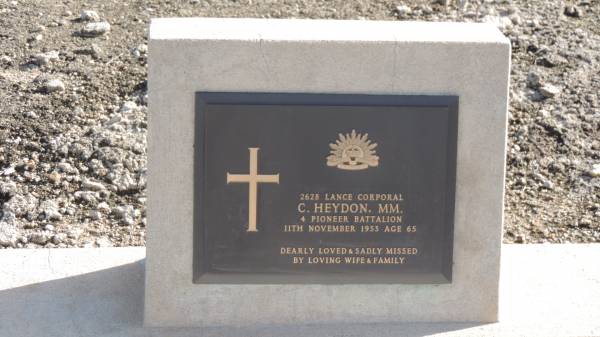 2628 LANCE CORPORAL
C. HEYDON. MM.
4 PIONEER BATTALION
11TH NOVEMBER 1953 AGE 65
DEARLY LOVED & SADLY MISSED
BY LOVING WIFE & FAMILY